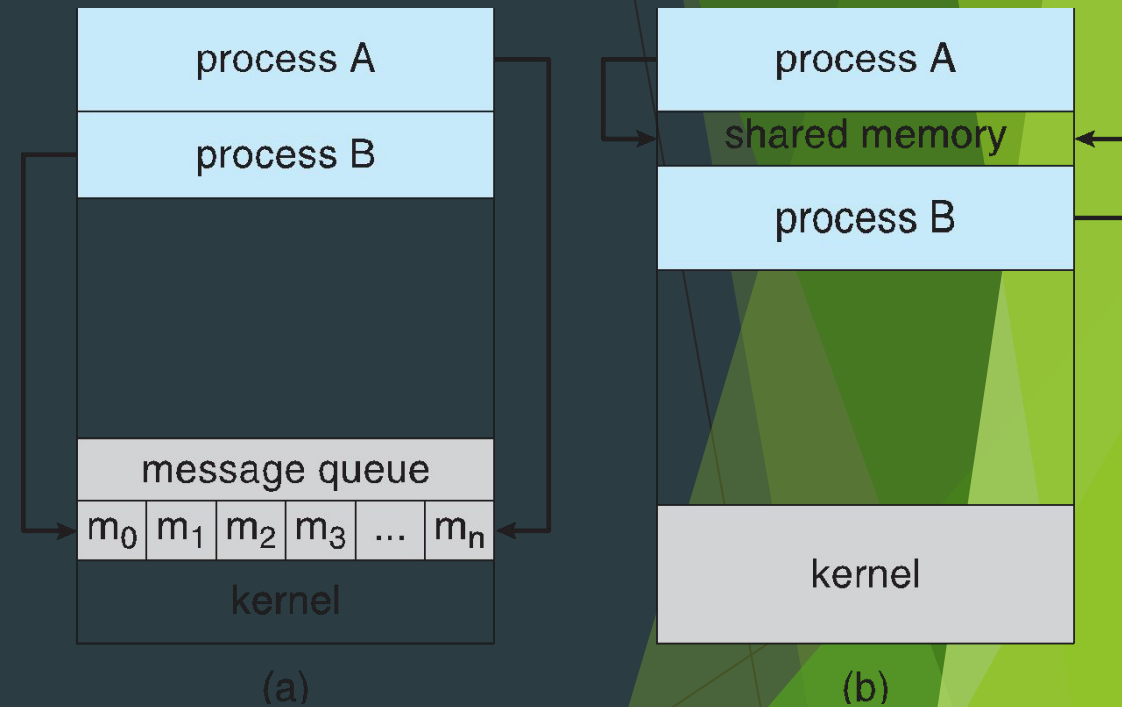 process A
process B
message queue
m0 m1 m2 m3 ... mn
kernel
(a)
process A
shared memory
process B
kernel
(b)